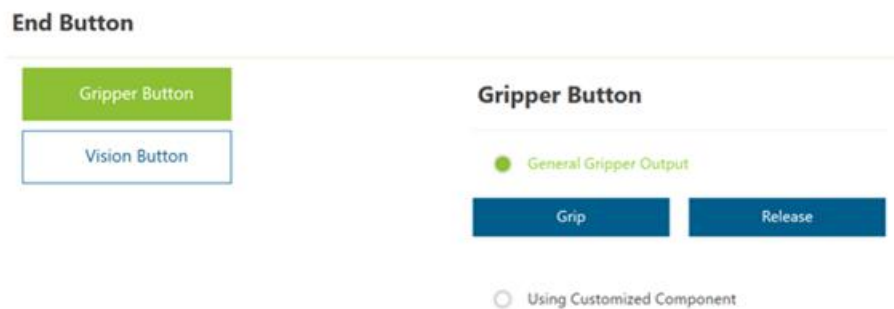 End Button
Gripper Button
Vision Button
Gripper Button
General Gripper Output
Grip
Release
Using Customized Component